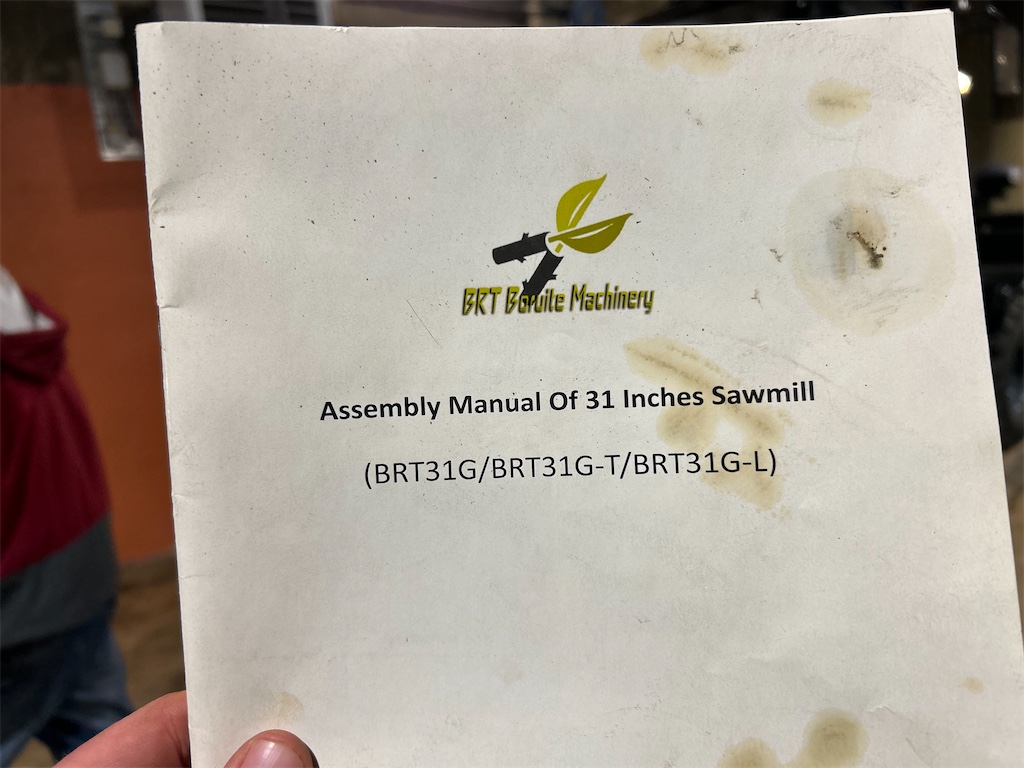 BRT Boruite Machinery
Assembly Manual Of 31 Inches Sawmill
(BRT31G/BRT31G-T/BRT31G-L)